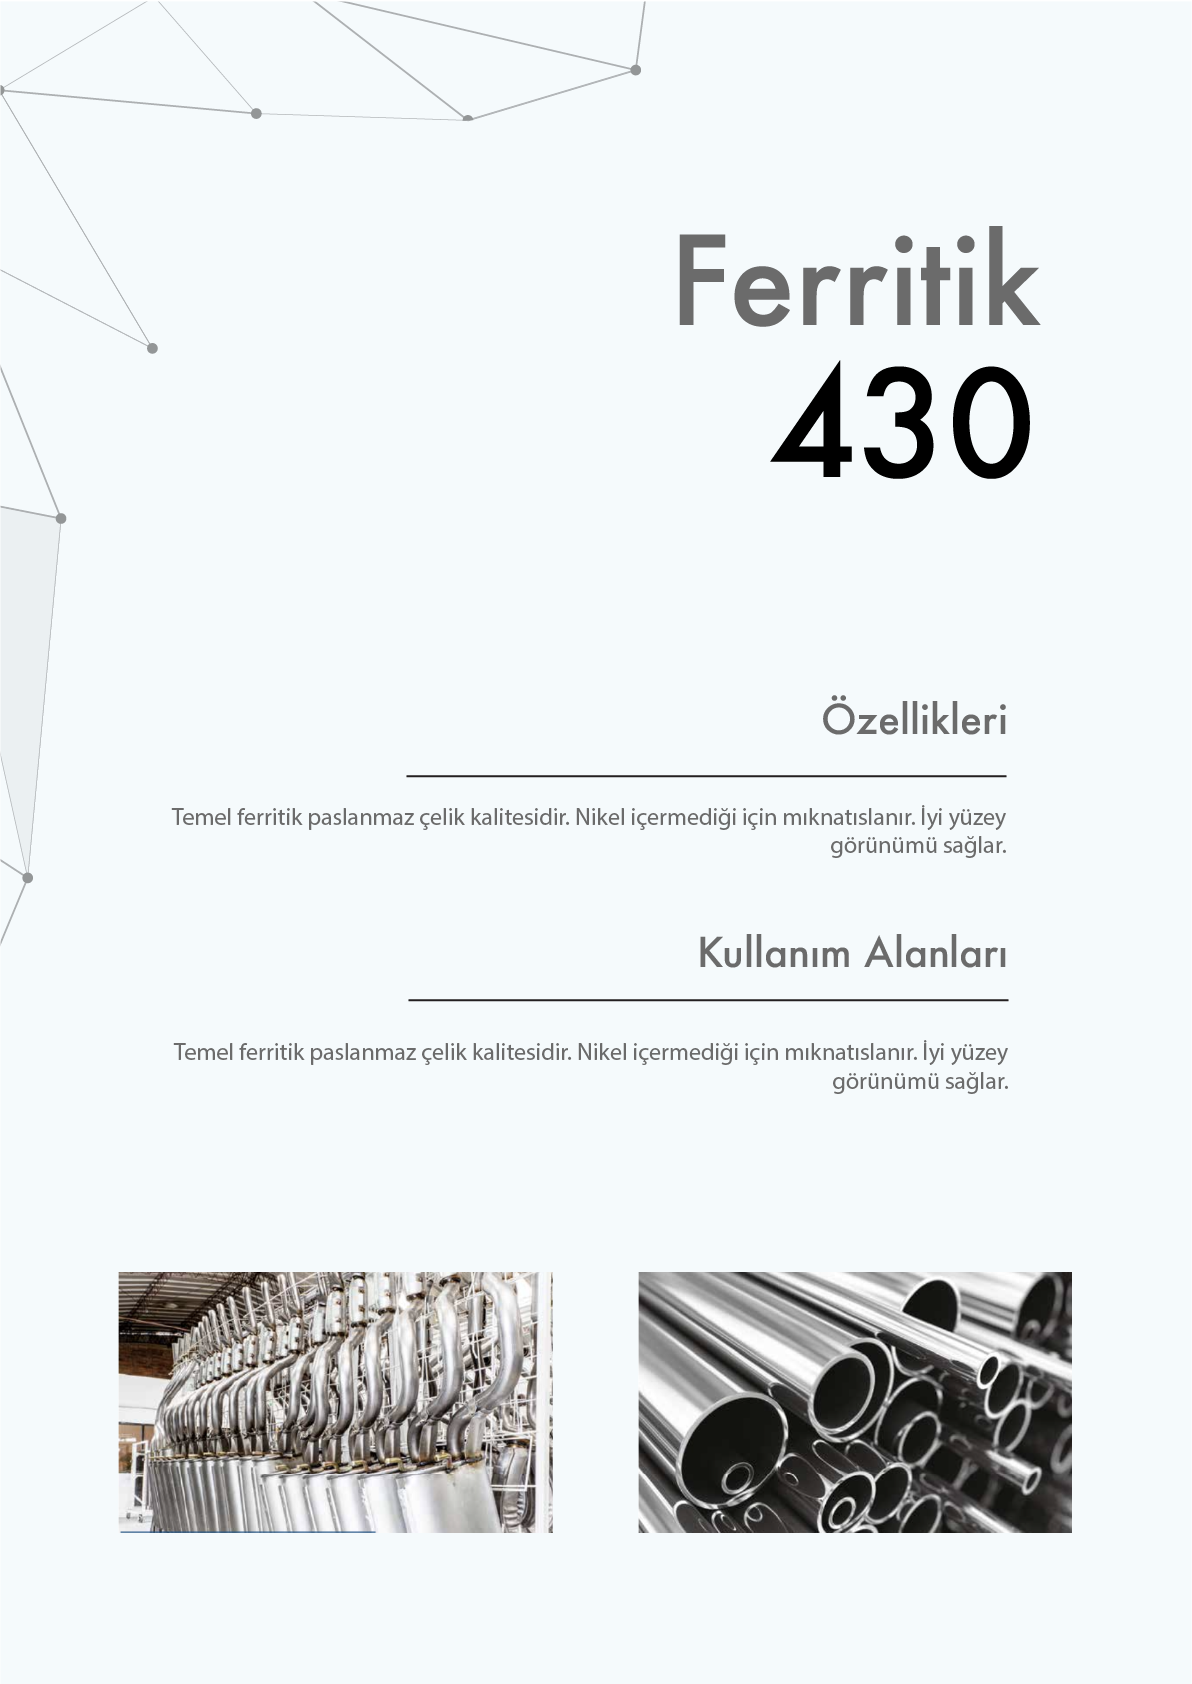 Ferritik
430
Özellikleri
Temel ferritik paslanmaz çelik kalitesidir. Nikel içermediği için mıknatıslanır. İyi yüzey
görünümü sağlar.
Kullanım Alanları
Temel ferritik paslanmaz çelik kalitesidir. Nikel içermediği için mıknatıslanır. İyi yüzey
görünümü sağlar.